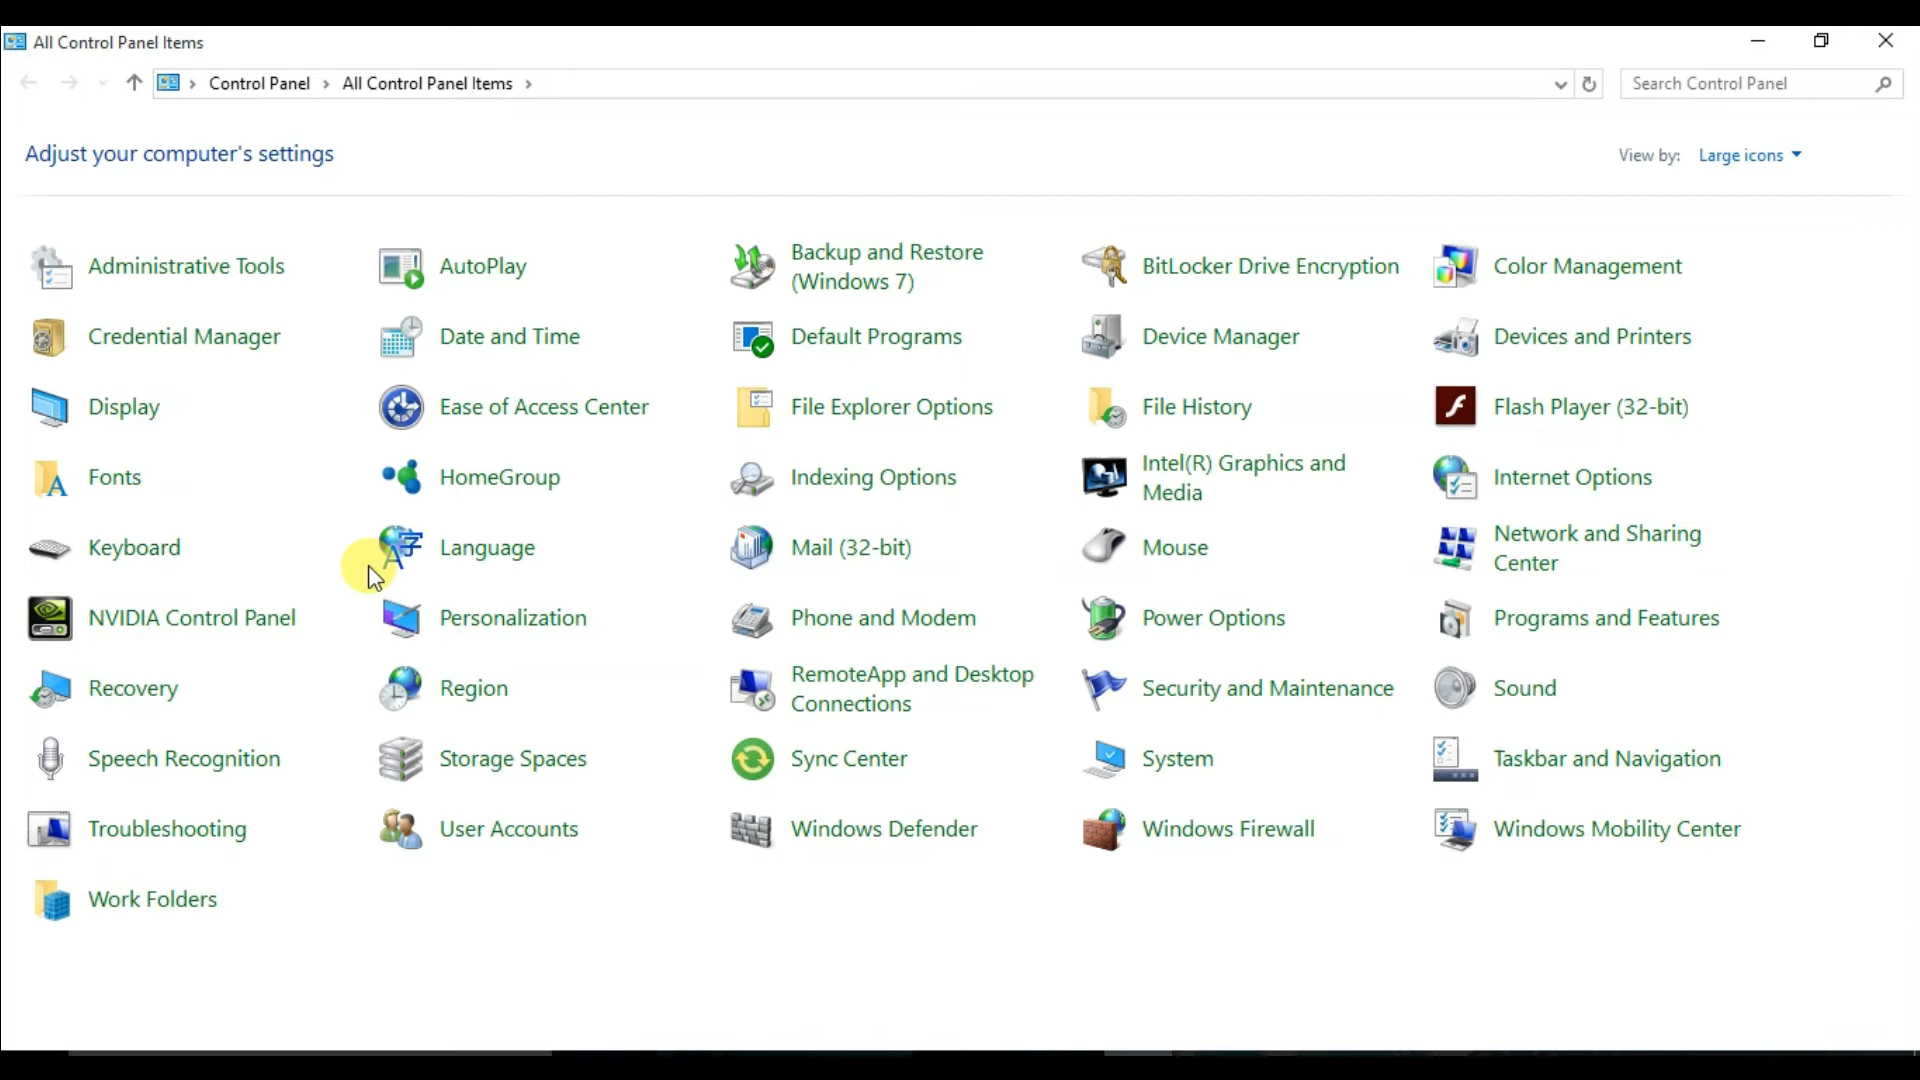 All Control Panel Items
Control Panel
All Control Panel Items
Search Control Panel
Adjust your computer's settings
View by:
Large icons
Administrative Tools
AutoPlay
Backup and Restore
(Windows 7)
BitLocker Drive Encryption
Color Management
Credential Manager
Date and Time
Default Programs
Device Manager
Devices and Printers
Display
Ease of Access Center
File Explorer Options
File History
Flash Player (32-bit)
Fonts
HomeGroup
Indexing Options
Intel(R) Graphics and
Media
Internet Options
Keyboard
Language
Mail (32-bit)
Mouse
Network and Sharing
Center
NVIDIA Control Panel
Personalization
Phone and Modem
Power Options
Programs and Features
Recovery
Region
RemoteApp and Desktop
Connections
Security and Maintenance
Sound
Speech Recognition
Storage Spaces
Sync Center
System
Taskbar and Navigation
Troubleshooting
User Accounts
Windows Defender
Windows Firewall
Windows Mobility Center
Work Folders